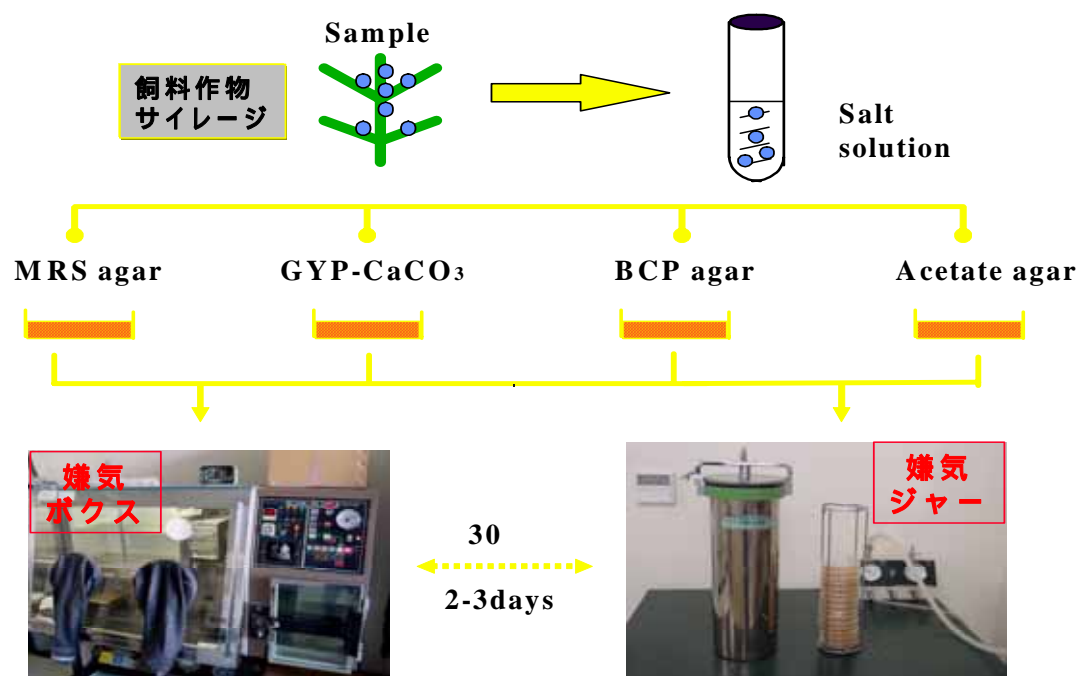 Sample
飼料作物
サイレージ
Salt
solution
MRS agar
GYP-CaCO3
BCP agar
Acetate agar
嫌気
ボクス
嫌気
ジャー
30
2-3days